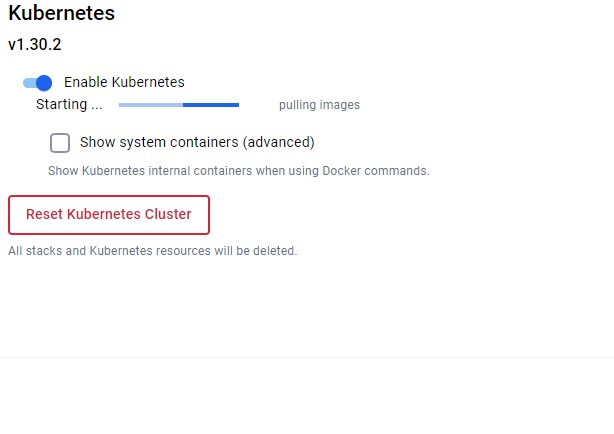 Kubernetes
v1.30.2
Enable Kubernetes
Starting ... pulling images
Show system containers (advanced)
Show Kubernetes internal containers when using Docker commands.
Reset Kubernetes Cluster
All stacks and Kubernetes resources will be deleted.